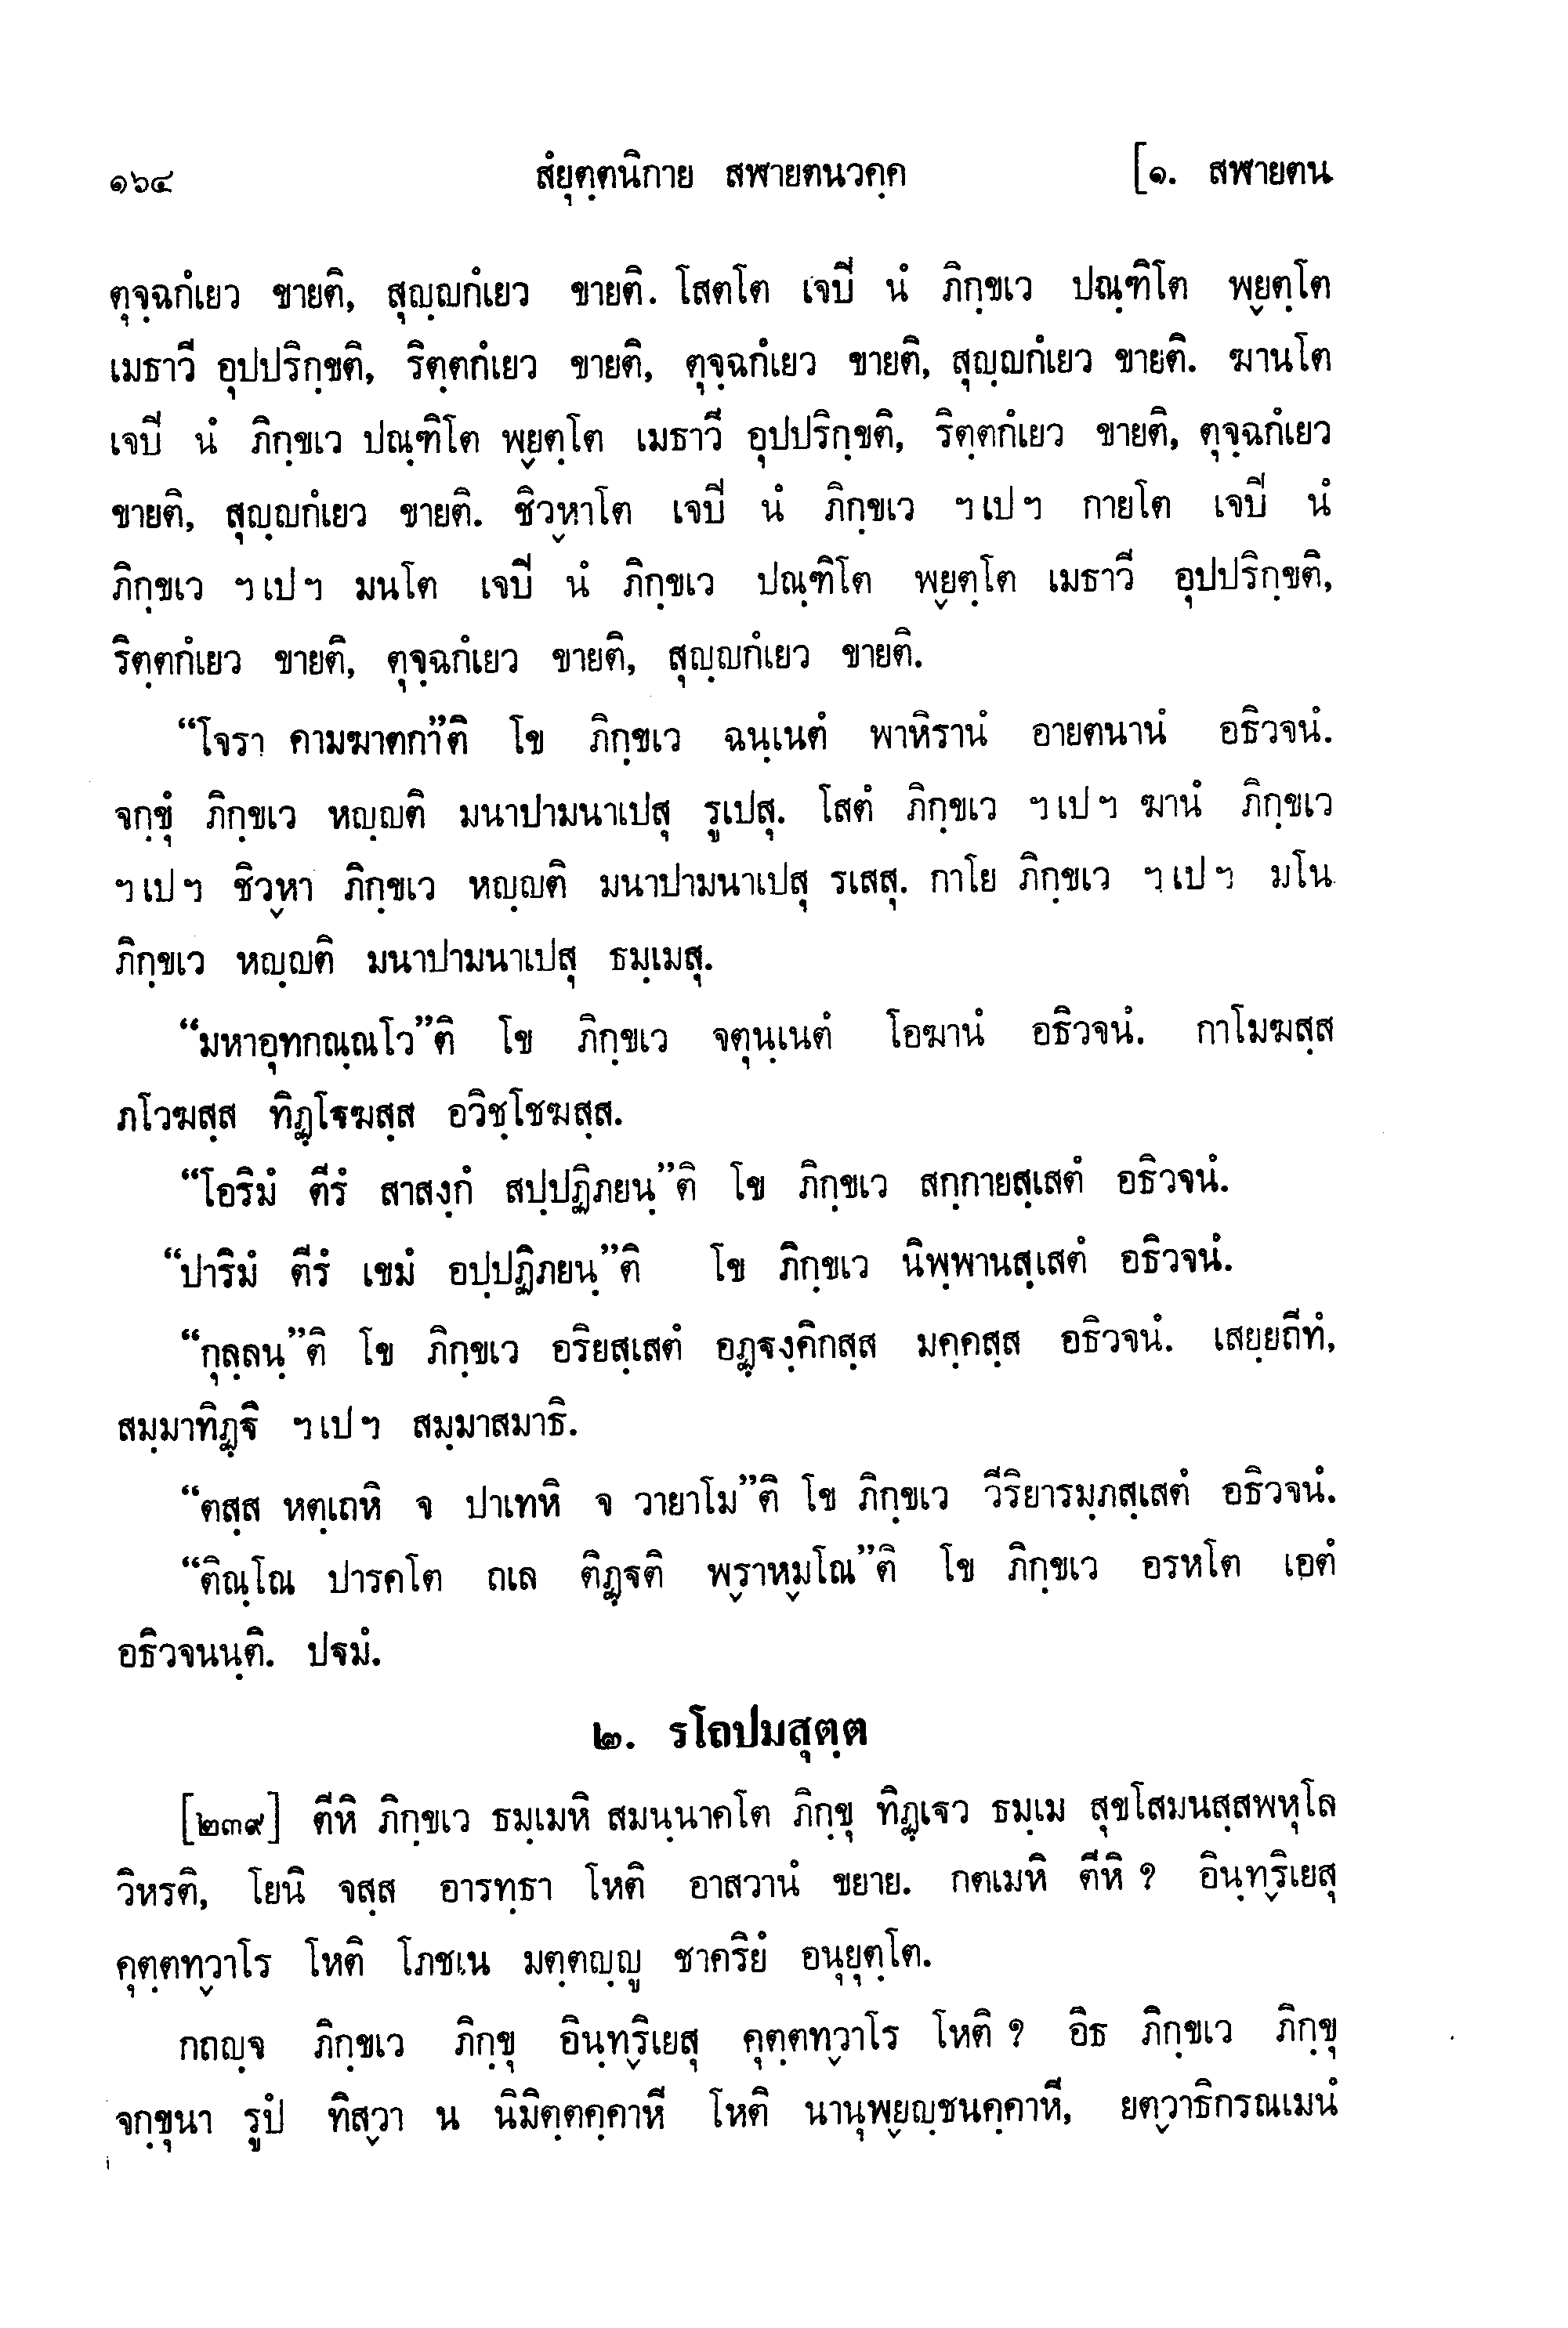 ๑๖๔ สํยุตฺตนิกาย สฬายตนวคฺค [๑. สฬายตน
ตุจฺฉกํเยว ขายติ, สุญฺญกํเยว ขายติ. โสตโต เจปี นํ ภิกฺขเว ปณฺฑิโต พฺยตฺโต
เมธาวี อุปปริกฺขติ, ริตฺตกํเยว ขายติ, ตุจฺฉกํเยว ขายติ, สุญฺญกํเยว ขายติ. ฆานโต
เจปี นํ ภิกฺขเว ปณฺฑิโต พฺยตฺโต เมธาวี อุปปริกฺขติ, ริตฺตกํเยว ขายติ, ตุจฺฉกํเยว
ขายติ, สุญฺญกํเยว ขายติ. ชิวฺหาโต เจปี นํ ภิกฺขเว ฯเปฯ กายโต เจปี นํ
ภิกฺขเว ฯเปฯ มนโต เจปี นํ ภิกฺขเว ปณฺฑิโต พฺยตฺโต เมธาวี อุปปริกฺขติ,
ริตฺตกํเยว ขายติ, ตุจฺฉกํเยว ขายติ, สุญฺญกํเยว ขายติ.
“โจรา คามฆาตกา”ติ โข ภิกฺขเว ฉนฺเนตํ พาหิรานํ อายตนานํ อธิวจนํ.
จกฺขุํ ภิกฺขเว หญฺญติ มนาปามนาเปสุ รูเปสุ. โสตํ ภิกฺขเว ฯเปฯ ฆานํ ภิกฺขเว
ฯเปฯ ชิวฺหา ภิกฺขเว หญฺญติ มนาปามนาเปสุ รเสสุ. กาโย ภิกฺขเว ฯเปฯ มโน
ภิกฺขเว หญฺญติ มนาปามนาเปสุ ธมฺเมสุ.
“มหาอุทกณฺณโว”ติ โข ภิกฺขเว จตุนฺเนตํ โอฆานํ อธิวจนํ. กาโมฆสฺส
ภโวฆสฺส ทิฏฺโฐฆสฺส อวิชฺโชฆสฺส.
“โอริมํ ตีรํ สาสงฺกํ สปฺปฏิภยนฺ”ติ โข ภิกฺขเว สกฺกายสฺเสตํ อธิวจนํ.
“ปาริมํ ตีรํ เขมํ อปฺปฏิภยนฺ”ติ โข ภิกฺขเว นิพฺพานสฺเสตํ อธิวจนํ.
“กุลฺลนฺ”ติ โข ภิกฺขเว อริยสฺเสตํ อฏฺฐงฺคิกสฺส มคฺคสฺส อธิวจนํ. เสยฺยถีทํ,
สมฺมาทิฏฺฐิ ฯเปฯ สมฺมาสมาธิ.
“ตสฺส หตฺเถหิ จ ปาเทหิ จ วายาโม”ติ โข ภิกฺขเว วีริยารมฺภสฺเสตํ อธิวจนํ.
“ติณฺโณ ปารคโต ถเล ติฏฺฐติ พฺราหฺมโณ”ติ โข ภิกฺขเว อรหโต เอตํ
อธิวจนนฺติ. ปฐมํ.
๒. รโถปมสุตฺต
[๒๓๙] ตีหิ ภิกฺขเว ธมฺเมหิ สมนฺนาคโต ภิกฺขุ ทิฏฺเฐว ธมฺเม สุขโสมนสฺสพหุโล
วิหรติ, โยนิ จสฺส อารทฺธา โหติ อาสวานํ ขยาย. กตเมหิ ตีหิ ? อินฺทฺริเยสุ
คุตฺตทฺวาโร โหติ โภชเน มตฺตญฺญู ชาคริยํ อนุยุตฺโต.
กถญฺจ ภิกฺขเว ภิกฺขุ อินฺทฺริเยสุ คุตฺตทฺวาโร โหติ ? อิธ ภิกฺขเว ภิกฺขุ
จกฺขุนา รูปํ ทิสฺวา น นิมิตฺตคฺคาหี โหติ นานุพฺยญฺชนคฺคาหี, ยตฺวาธิกรณเมนํ